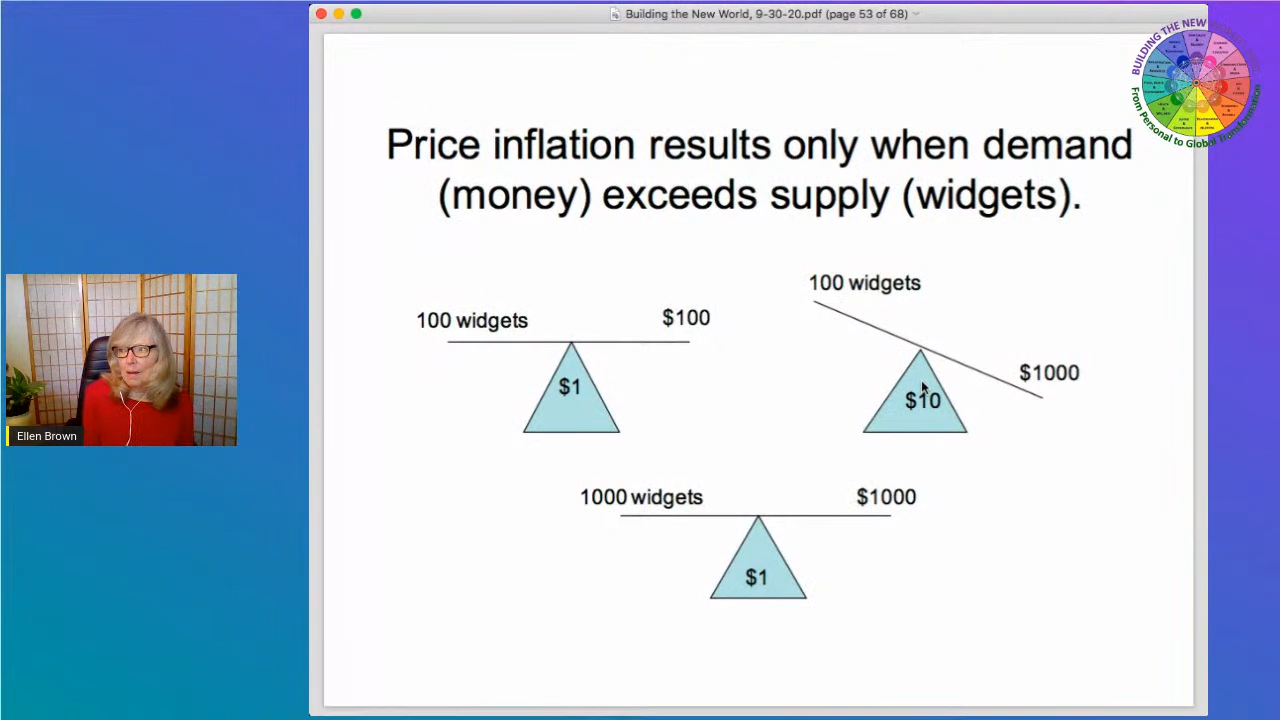 Building the New World, 9-30-20.pdf (page 53 of 68)
BUILDING THE NEW
From Personal to Global Transformation
Price inflation results only when demand
(money) exceeds supply (widgets).
100 widgets
$100
$1
100 widgets
$1000
$10
1000 widgets
$1000
$1
Ellen Brown